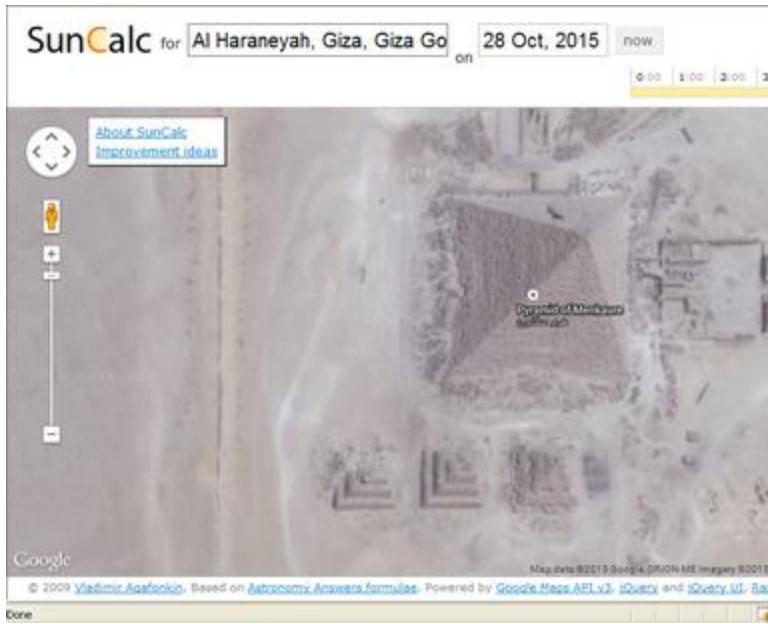 SunCalc for Al Haraneyah, Giza, Giza Go on 28 Oct, 2015 now
0:00 1:00 2:00 3
About SunCalc
Improvement ideas
Pyramid of Menkaure
Google
© 2009 Vladimir Agafonkin. Based on Astronomy Answers formulae. Powered by Google Maps API v3, jQuery and jQuery UI, Ra
Done